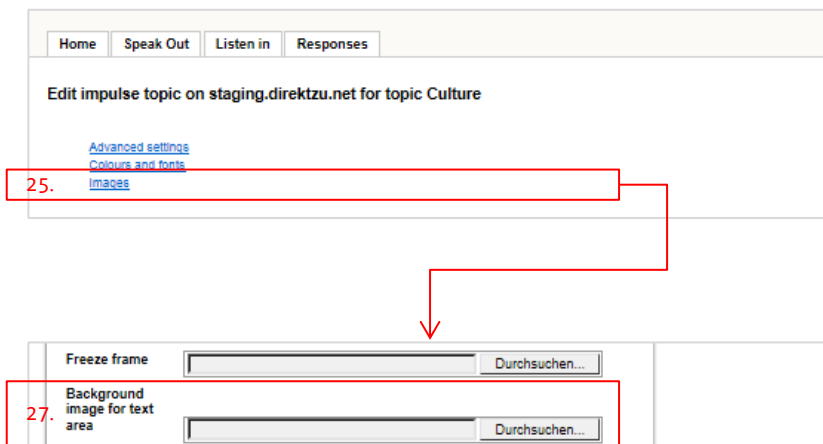 Home Speak Out Listen in Responses
Edit impulse topic on staging.direktzu.net for topic Culture
Advanced settings
Colours and fonts
25. Images
Freeze frame Durchsuchen...
Background
27. image for text
area Durchsuchen...